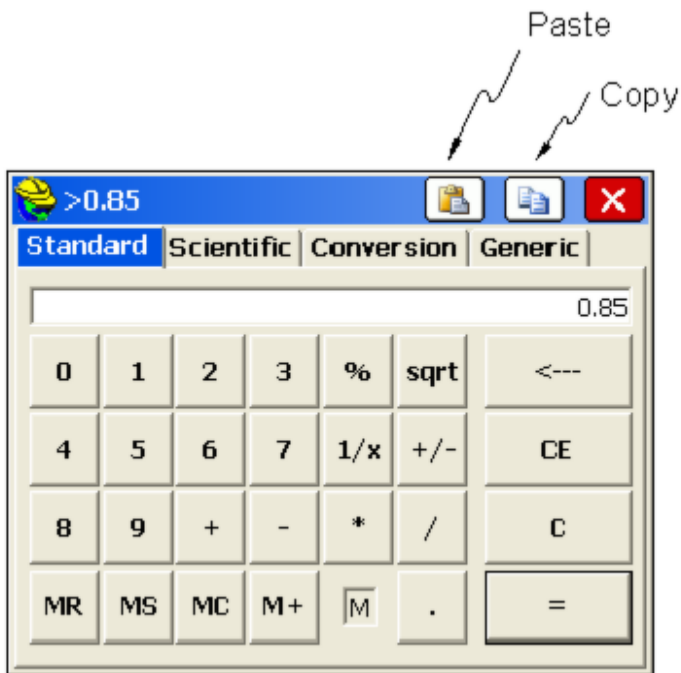 Paste
Copy
>0.85
Standard Scientific Conversion Generic
0.85
0 1 2 3 % sqrt <---
4 5 6 7 1/x +/- CE
8 9 + - * / C
MR MS MC M+ M . =